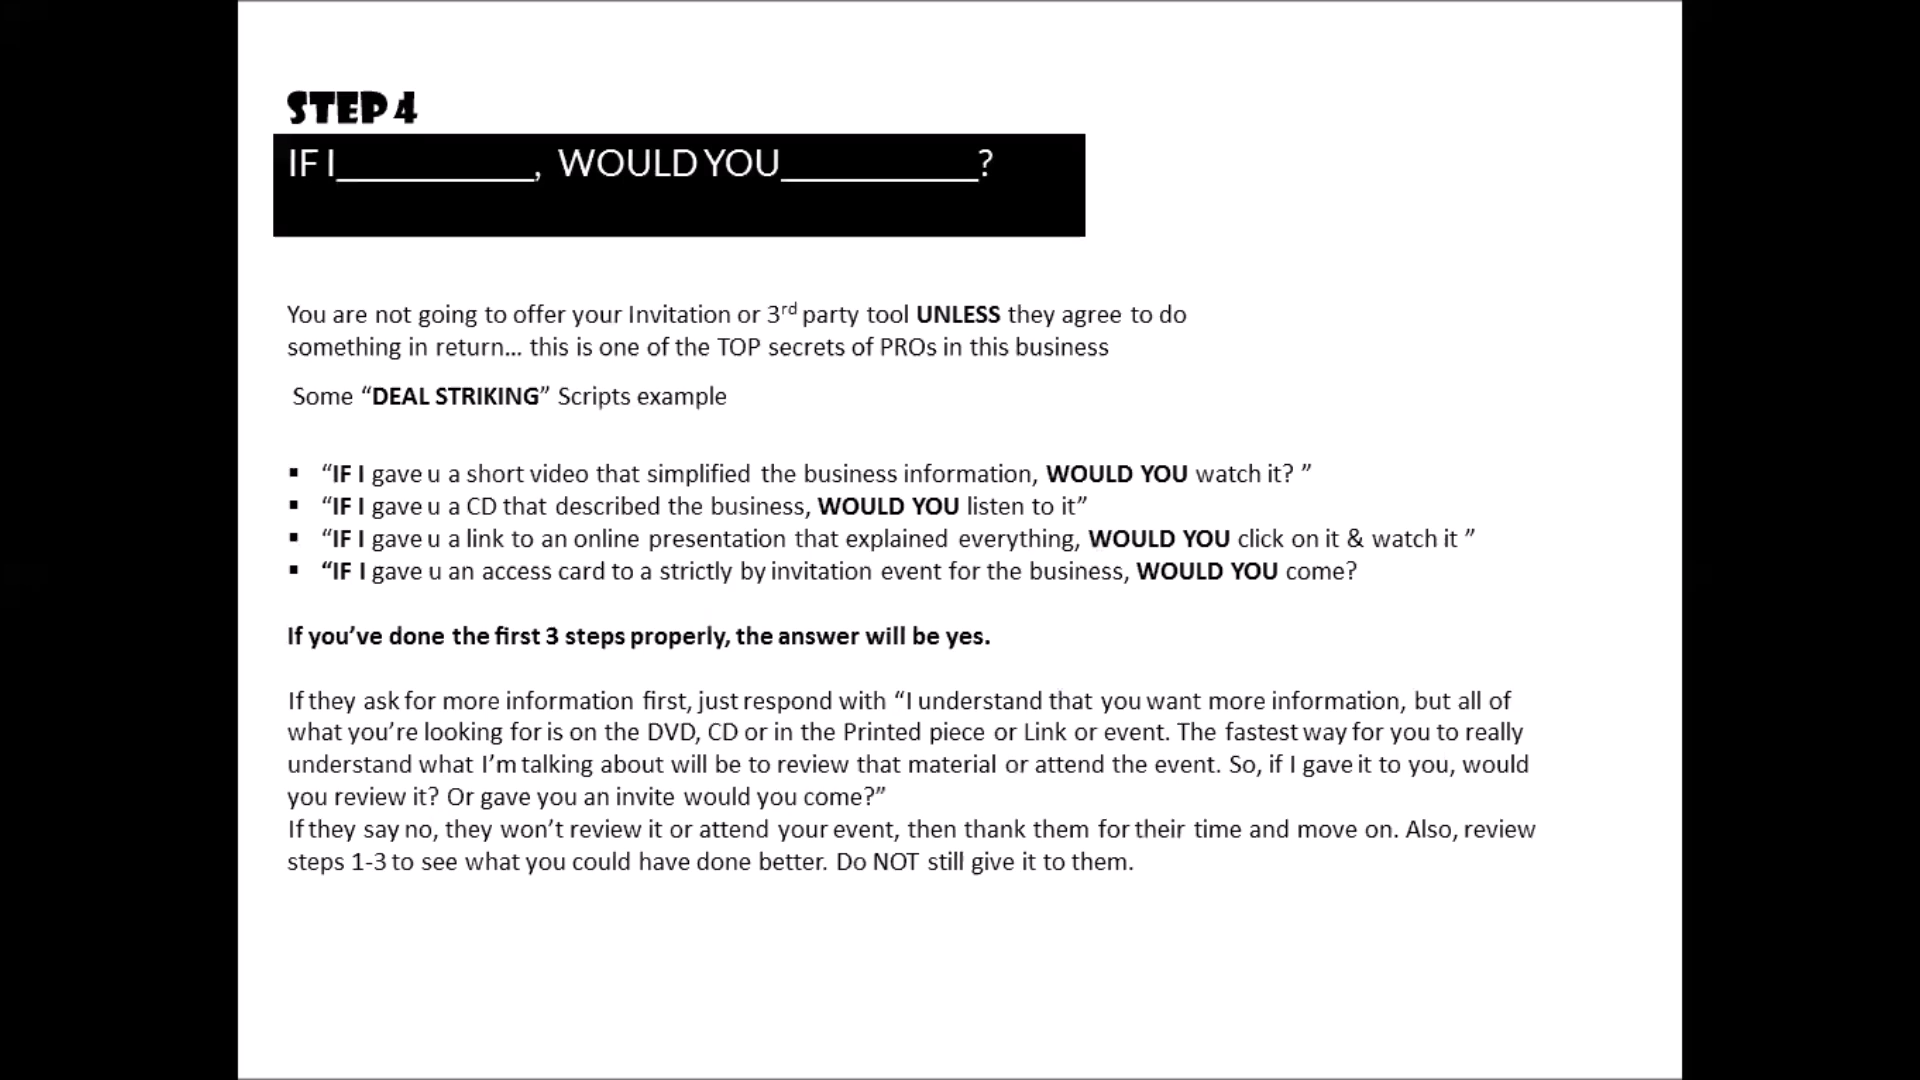 STEP 4
IF I__________, WOULD YOU__________?
You are not going to offer your Invitation or 3rd party tool UNLESS they agree to do
something in return... this is one of the TOP secrets of PROs in this business
Some “DEAL STRIKING” Scripts example
▪ “IF I gave u a short video that simplified the business information, WOULD YOU watch it? ”
▪ “IF I gave u a CD that described the business, WOULD YOU listen to it”
▪ “IF I gave u a link to an online presentation that explained everything, WOULD YOU click on it & watch it ”
▪ “IF I gave u an access card to a strictly by invitation event for the business, WOULD YOU come?
If you’ve done the first 3 steps properly, the answer will be yes.
If they ask for more information first, just respond with “I understand that you want more information, but all of
what you’re looking for is on the DVD, CD or in the Printed piece or Link or event. The fastest way for you to really
understand what I’m talking about will be to review that material or attend the event. So, if I gave it to you, would
you review it? Or gave you an invite would you come?”
If they say no, they won’t review it or attend your event, then thank them for their time and move on. Also, review
steps 1-3 to see what you could have done better. Do NOT still give it to them.